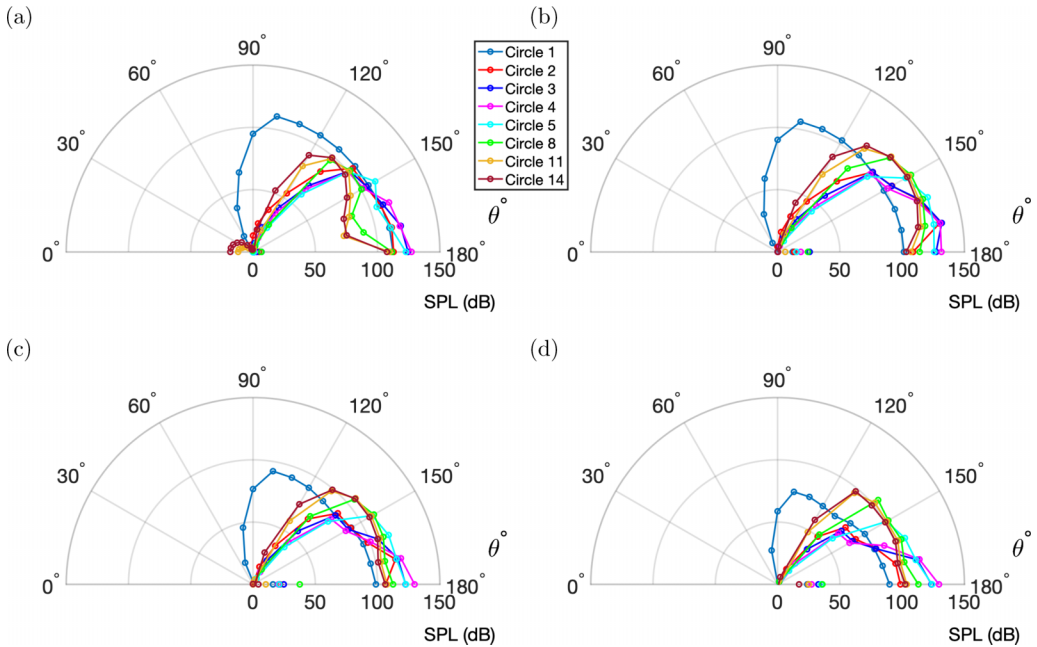 (a)
(b)
90°
60°
120°
30°
150°
0°
180°
θ°
0 50 100 150
SPL (dB)
Circle 1
Circle 2
Circle 3
Circle 4
Circle 5
Circle 8
Circle 11
Circle 14
90°
60°
120°
30°
150°
0°
180°
θ°
0 50 100 150
SPL (dB)
(c)
(d)
90°
60°
120°
30°
150°
0°
180°
θ°
0 50 100 150
SPL (dB)
90°
60°
120°
30°
150°
0°
180°
θ°
0 50 100 150
SPL (dB)